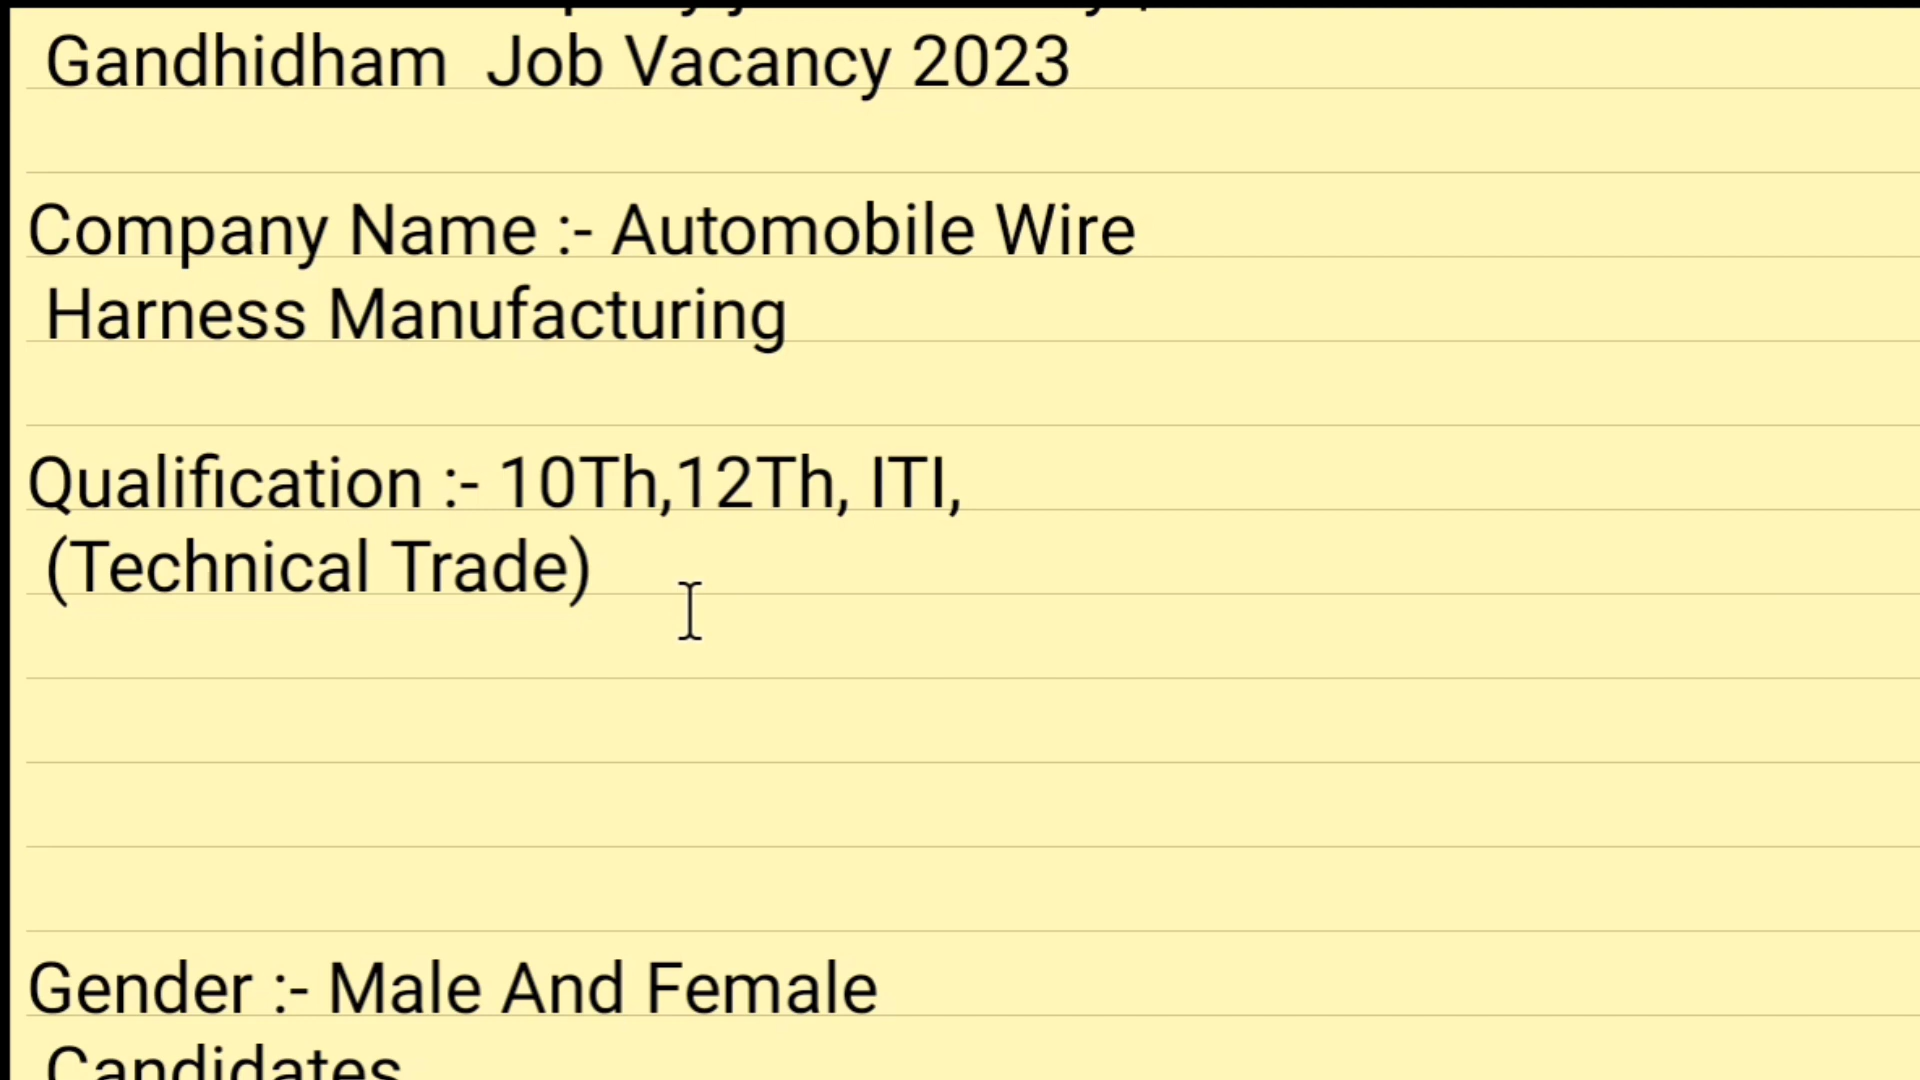 Gandhidham  Job Vacancy 2023
Company Name :- Automobile Wire
Harness Manufacturing
Qualification :- 10Th,12Th, ITI,
(Technical Trade)
Gender :- Male And Female
Candidates